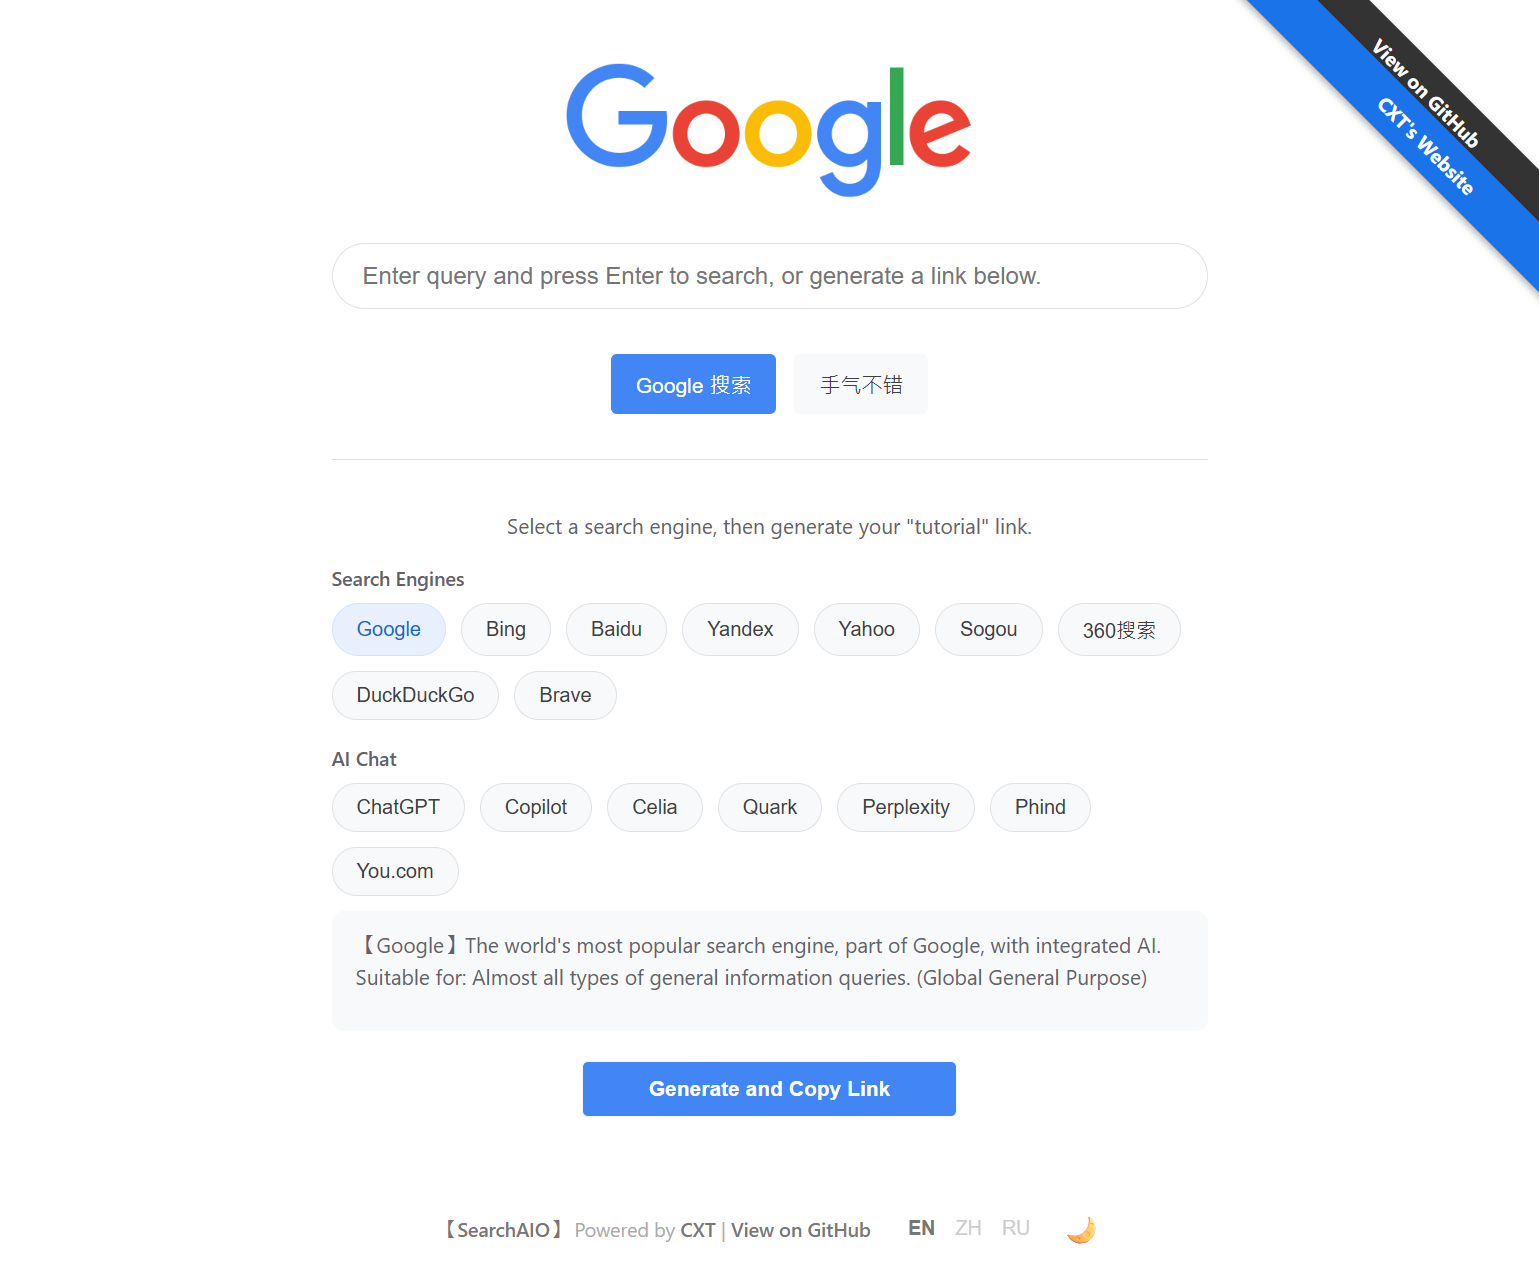 Google
View on GitHub
CXT's Website
Enter query and press Enter to search, or generate a link below.
Google 搜索
手气不错
Select a search engine, then generate your "tutorial" link.
Search Engines
Google Bing Baidu Yandex Yahoo Sogou 360搜索
DuckDuckGo Brave
AI Chat
ChatGPT Copilot Celia Quark Perplexity Phind
You.com
【Google】The world's most popular search engine, part of Google, with integrated AI.
Suitable for: Almost all types of general information queries. (Global General Purpose)
Generate and Copy Link
【SearchAIO】 Powered by CXT | View on GitHub EN ZH RU